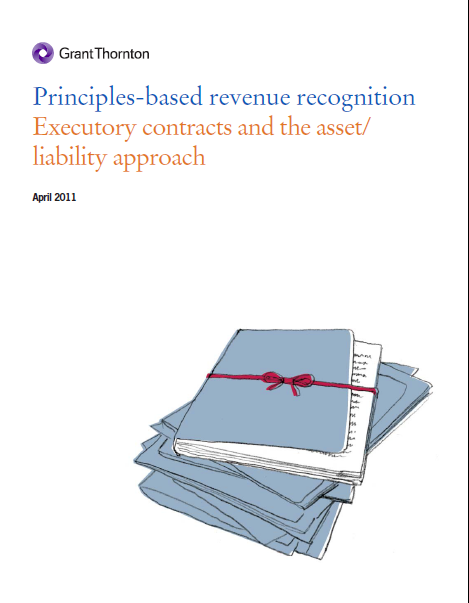 Grant Thornton
Principles-based revenue recognition
Executory contracts and the asset/
liability approach
April 2011